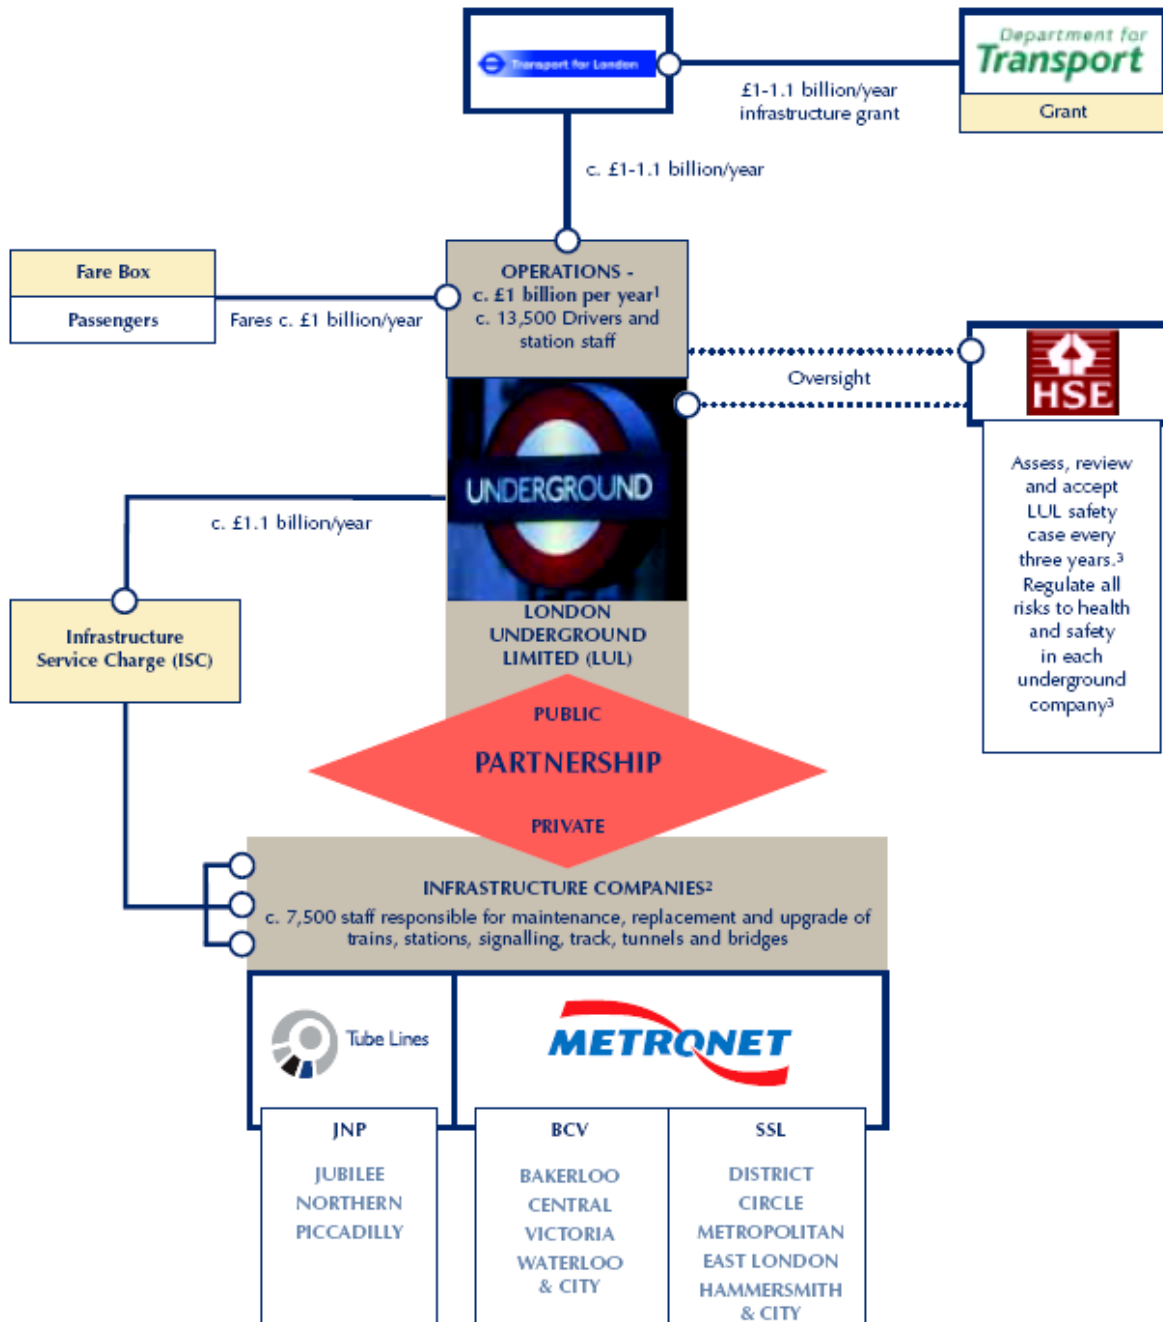 Transport for London
Department for
Transport
Grant
£1-1.1 billion/year
infrastructure grant
c. £1-1.1 billion/year
Fare Box
Passengers
Fares c. £1 billion/year
OPERATIONS -
c. £1 billion per year¹
c. 13,500 Drivers and
station staff
Oversight
HSE
Assess, review
and accept
LUL safety
case every
three years.³
Regulate all
risks to health
and safety
in each
underground
company³
UNDERGROUND
c. £1.1 billion/year
LONDON
UNDERGROUND
LIMITED (LUL)
Infrastructure
Service Charge (ISC)
PUBLIC
PARTNERSHIP
PRIVATE
INFRASTRUCTURE COMPANIES²
c. 7,500 staff responsible for maintenance, replacement and upgrade of
trains, stations, signalling, track, tunnels and bridges
Tube Lines
METRONET
JNP
JUBILEE
NORTHERN
PICCADILLY
BCV
BAKERLOO
CENTRAL
VICTORIA
WATERLOO
& CITY
SSL
DISTRICT
CIRCLE
METROPOLITAN
EAST LONDON
HAMMERSMITH
& CITY